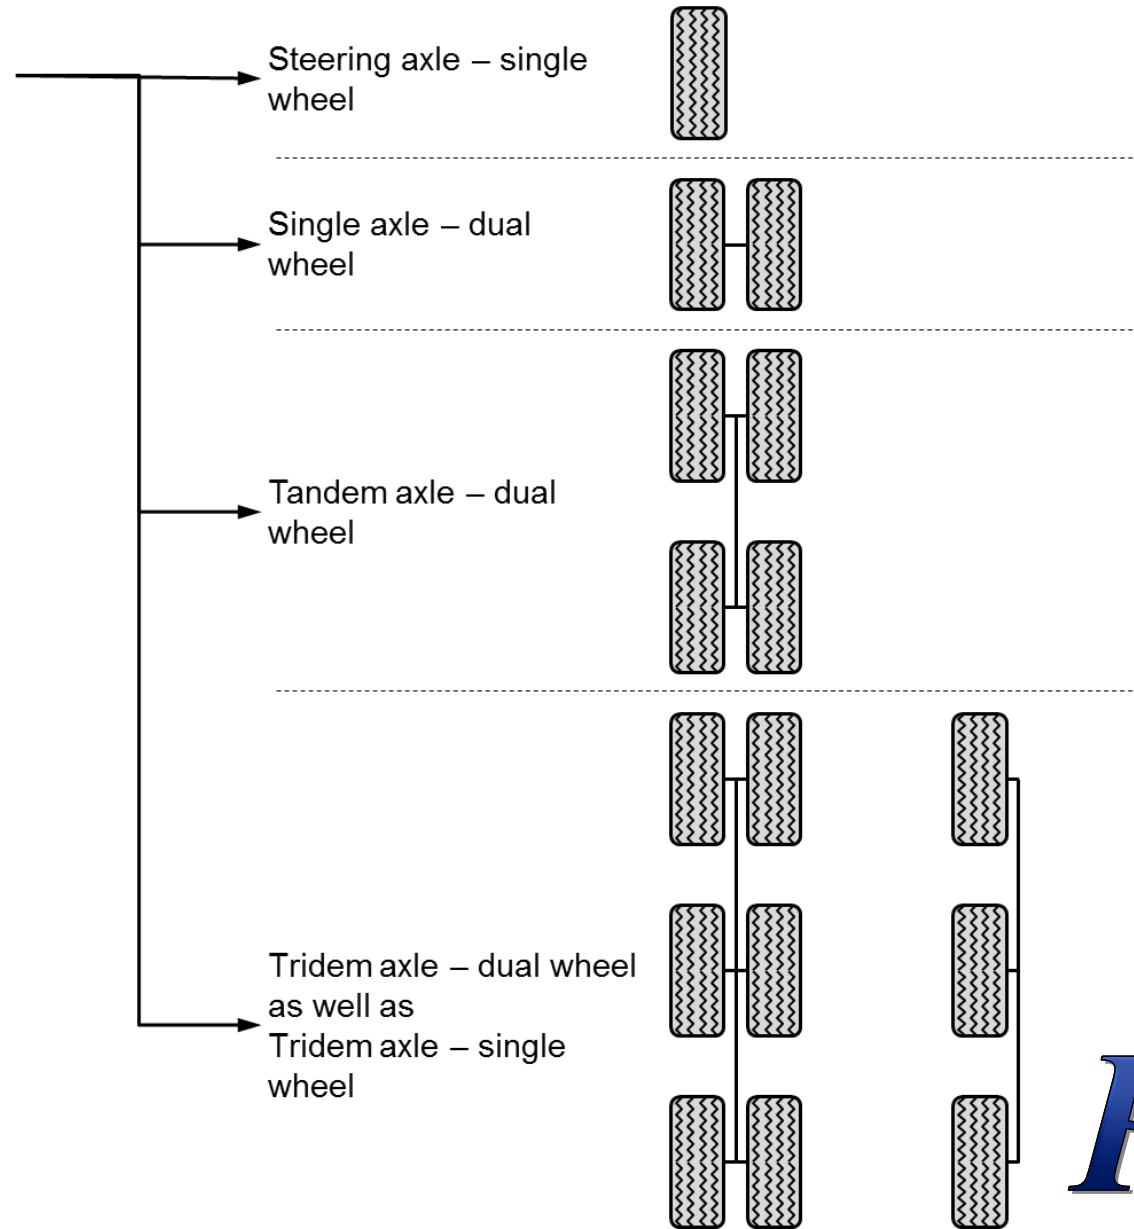 Steering axle – single
wheel
Single axle – dual
wheel
Tandem axle – dual
wheel
Tridem axle – dual wheel
as well as
Tridem axle – single
wheel